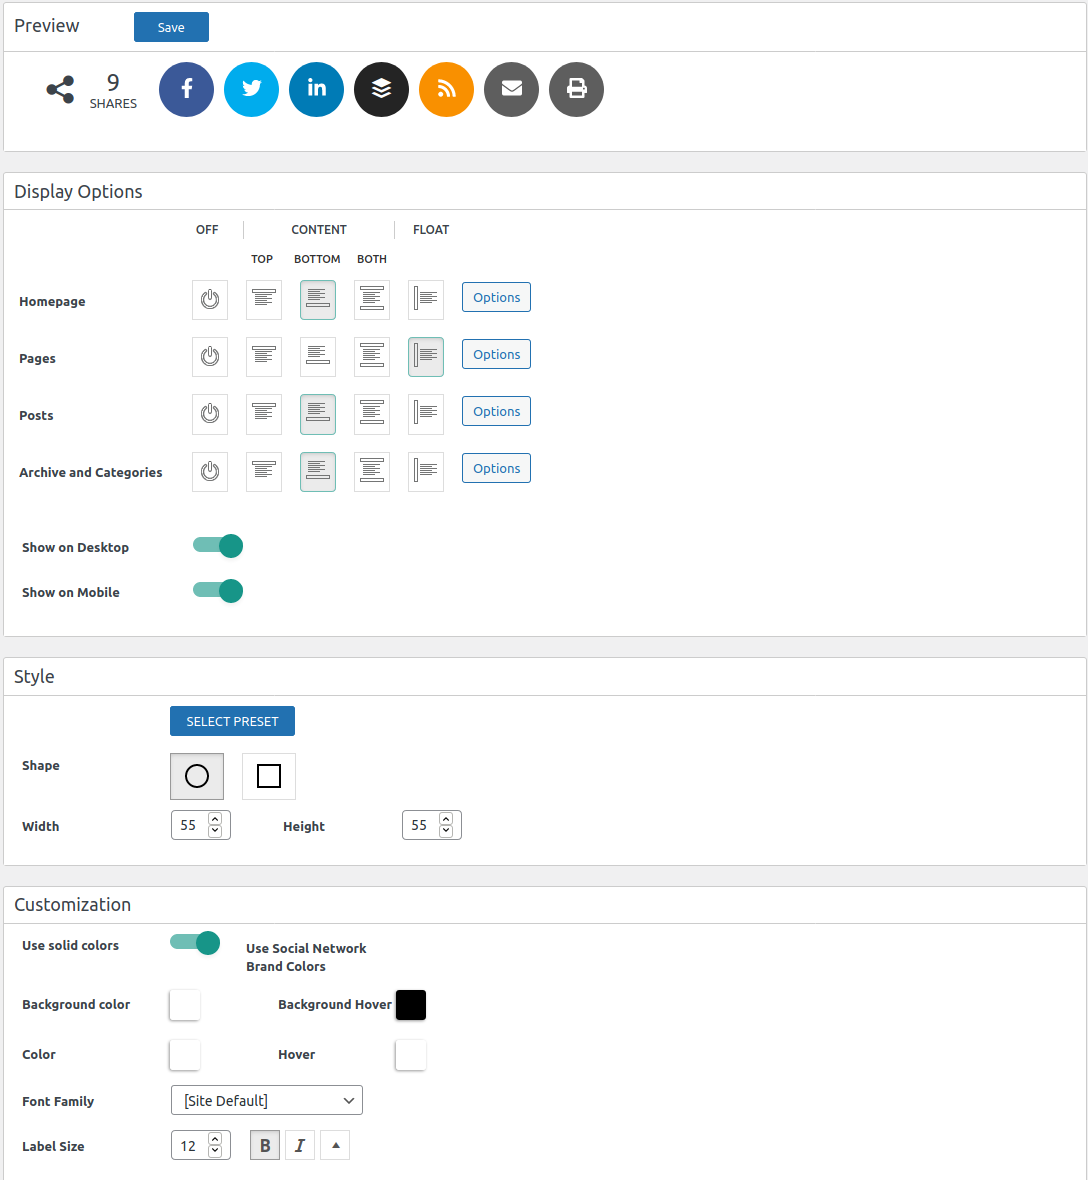 Preview
Save
9
SHARES
Display Options
OFF CONTENT FLOAT
TOP BOTTOM BOTH
Homepage Options
Pages Options
Posts Options
Archive and Categories Options
Show on Desktop
Show on Mobile
Style
SELECT PRESET
Shape
Width 55 Height 55
Customization
Use solid colors
Use Social Network
Brand Colors
Background color Background Hover
Color Hover
Font Family [Site Default]
Label Size 12 B I